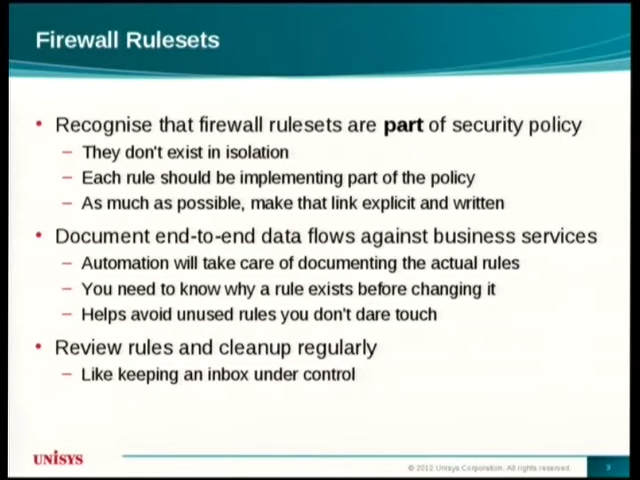 Firewall Rulesets
• Recognise that firewall rulesets are part of security policy
– They don't exist in isolation
– Each rule should be implementing part of the policy
– As much as possible, make that link explicit and written
• Document end-to-end data flows against business services
– Automation will take care of documenting the actual rules
– You need to know why a rule exists before changing it
– Helps avoid unused rules you don't dare touch
• Review rules and cleanup regularly
– Like keeping an inbox under control
UNISYS
© 2012 Unisys Corporation. All rights reserved.
3